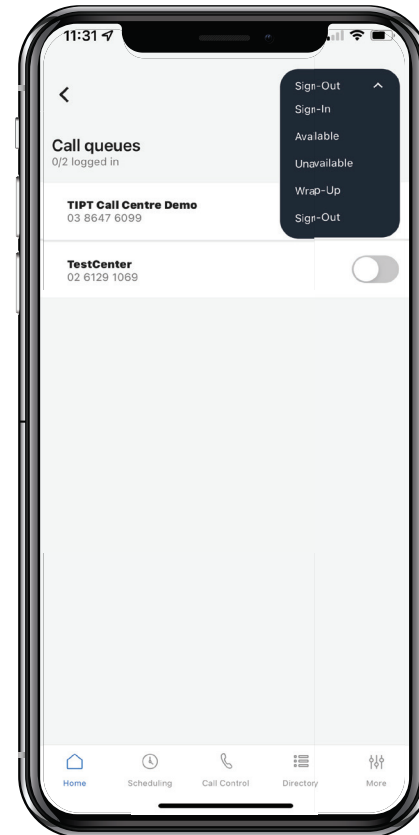 11:31
Sign-Out
Sign-In
Available
Unavailable
Wrap-Up
Sign-Out
Call queues
0/2 logged in
TIPT Call Centre Demo
03 8647 6099
TestCenter
02 6129 1069
Home Scheduling Call Control Directory More